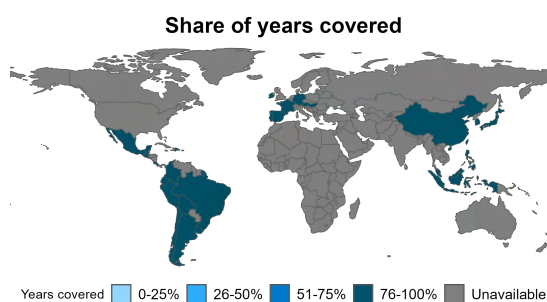 Share of years covered
Years covered 0-25% 26-50% 51-75% 76-100% Unavailable